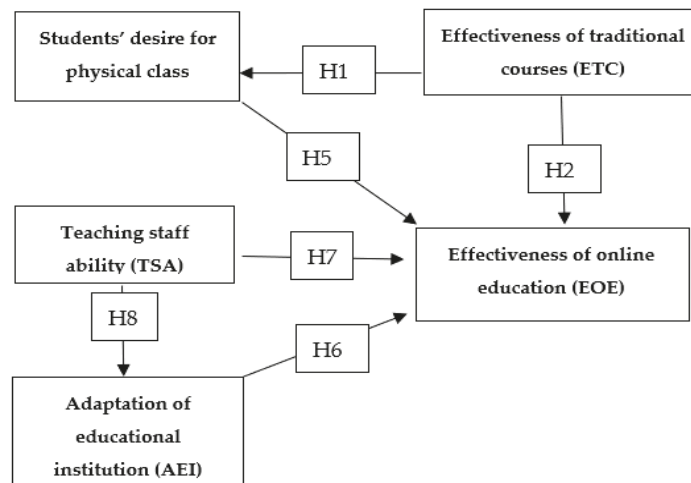 Students’ desire for
physical class
H1
Effectiveness of traditional
courses (ETC)
H5
H2
Teaching staff
ability (TSA)
H7
Effectiveness of online
education (EOE)
H8
H6
Adaptation of
educational
institution (AEI)